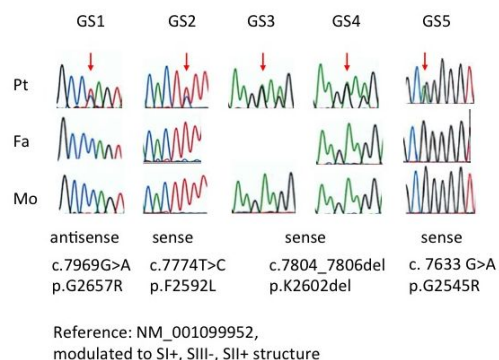 GS1 GS2 GS3 GS4 GS5
Pt
Fa
Mo
antisense sense sense sense
c.7969G>A c.7774T>C c.7804_7806del c. 7633 G>A
p.G2657R p.F2592L p.K2602del p.G2545R
Reference: NM_001099952,
modulated to SI+, SIII-, SII+ structure